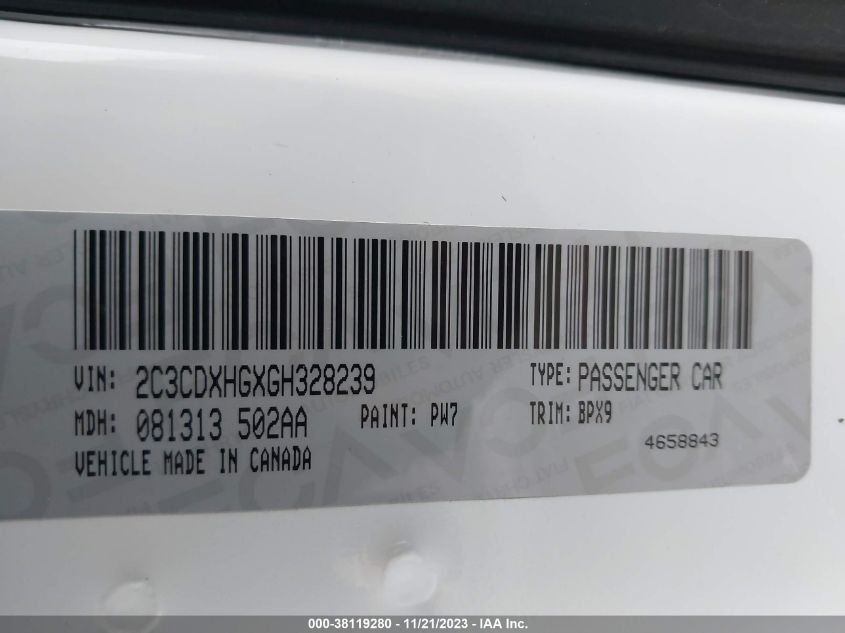 VIN: 2C3CDXHGXGH328239 TYPE: PASSENGER CAR
MDH: 081313 502AA PAINT: PW7 TRIM: BPX9
4658843
VEHICLE MADE IN CANADA
000-38119280 - 11/21/2023 - IAA Inc.